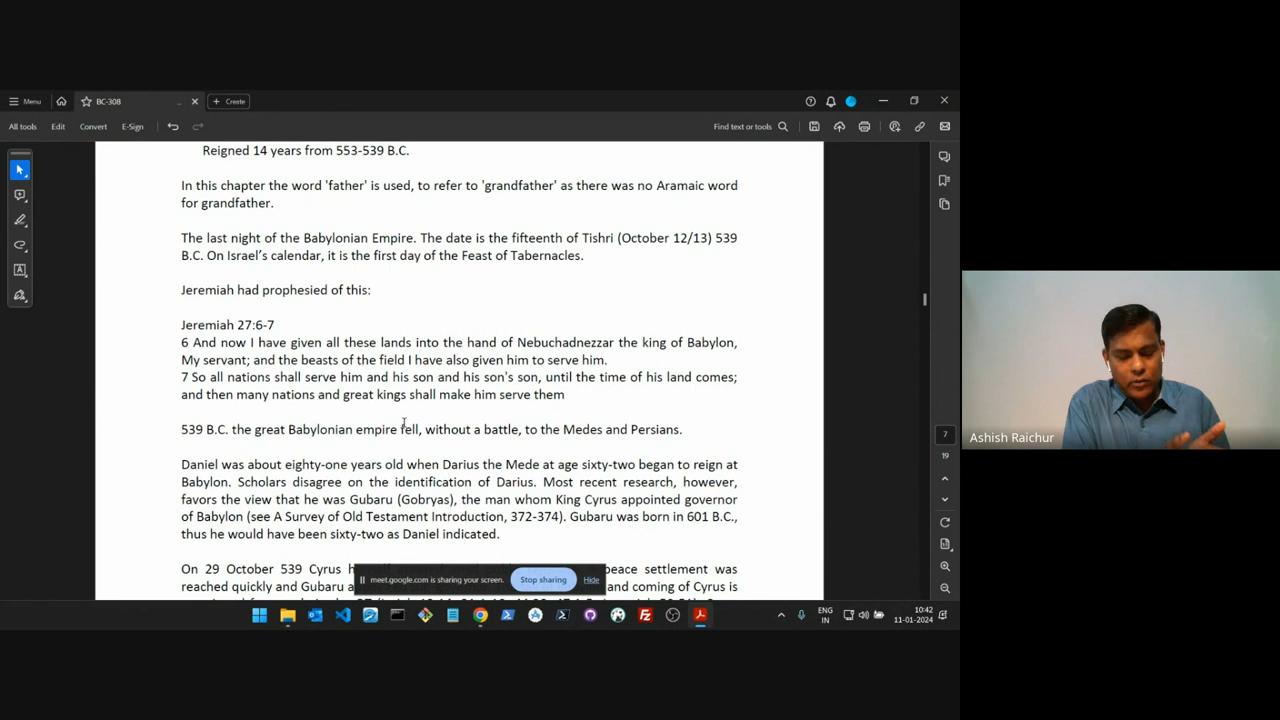 Menu
BC-308
Create
All tools
Edit
Convert
E-Sign
Find text or tools
Reigned 14 years from 553-539 B.C.
In this chapter the word 'father' is used, to refer to 'grandfather' as there was no Aramaic word
for grandfather.
The last night of the Babylonian Empire. The date is the fifteenth of Tishri (October 12/13) 539
B.C. On Israel's calendar, it is the first day of the Feast of Tabernacles.
Jeremiah had prophesied of this:
Jeremiah 27:6-7
6 And now I have given all these lands into the hand of Nebuchadnezzar the king of Babylon,
My servant; and the beasts of the field I have also given him to serve him.
7 So all nations shall serve him and his son and his son's son, until the time of his land comes;
and then many nations and great kings shall make him serve them
539 B.C. the great Babylonian empire fell, without a battle, to the Medes and Persians.
Daniel was about eighty-one years old when Darius the Mede at age sixty-two began to reign at
Babylon. Scholars disagree on the identification of Darius. Most recent research, however,
favors the view that he was Gubaru (Gobryas), the man whom King Cyrus appointed governor
of Babylon (see A Survey of Old Testament Introduction, 372-374). Gubaru was born in 601 B.C.,
thus he would have been sixty-two as Daniel indicated.
On 29 October 539 Cyrus
peace settlement was
reached quickly and Gubaru
and coming of Cyrus is
meet.google.com is sharing your screen.
Stop sharing
Hide
7
19
ENG
IN
10:42
11-01-2024
Ashish Raichur